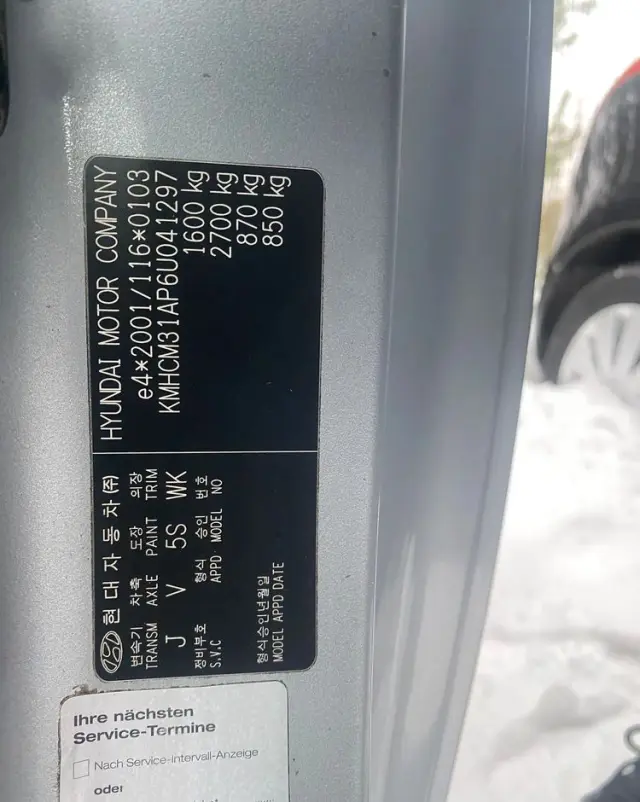 현대자동차(주) HYUNDAI MOTOR COMPANY
e4*2001/116*0103
KMHCM31AP6U041297
1600 kg
2700 kg
870 kg
850 kg
변속기 차축 도장 의장
TRANSM AXLE PAINT TRIM
J V 5S WK
정비부호 형식 승인 번호
S.V.C APPD MODEL NO
형식승인년월일
MODEL APPD DATE
Ihre nächsten
Service-Termine
Nach Service-Intervall-Anzeige
oder